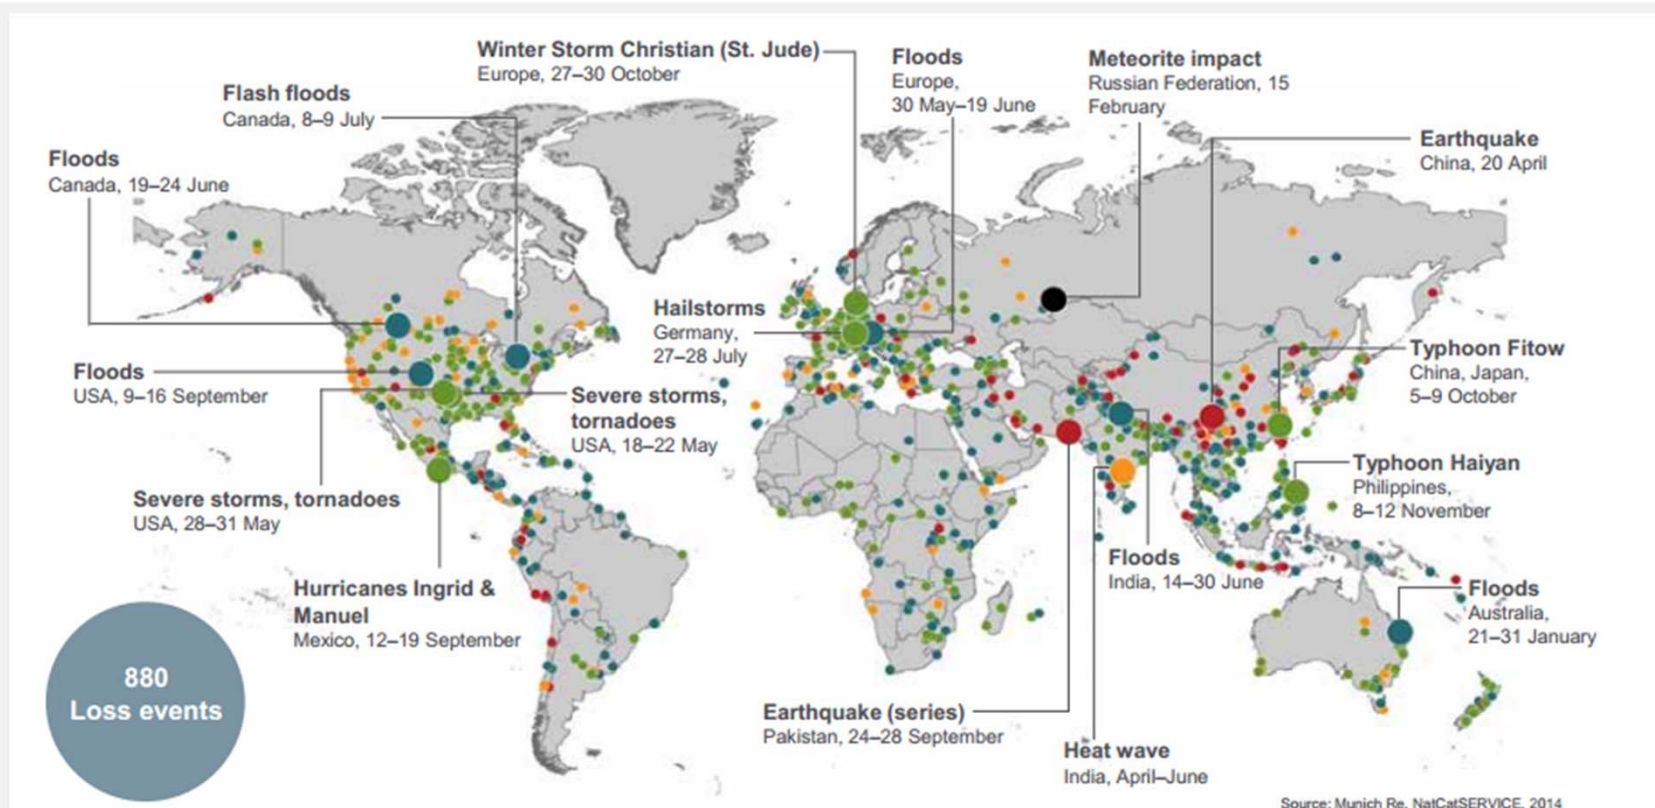 Winter Storm Christian (St. Jude)
Europe, 27–30 October
Floods
Europe,
30 May–19 June
Meteorite impact
Russian Federation, 15
February
Flash floods
Canada, 8–9 July
Earthquake
China, 20 April
Floods
Canada, 19–24 June
Hailstorms
Germany,
27–28 July
Typhoon Fitow
China, Japan,
5–9 October
Floods
USA, 9–16 September
Severe storms,
tornadoes
USA, 18–22 May
Typhoon Haiyan
Philippines,
8–12 November
Severe storms, tornadoes
USA, 28–31 May
Floods
India, 14–30 June
Hurricanes Ingrid &
Manuel
Mexico, 12–19 September
Floods
Australia,
21–31 January
880
Loss events
Earthquake (series)
Pakistan, 24–28 September
Heat wave
India, April–June
Source: Munich Re, NatCatSERVICE, 2014